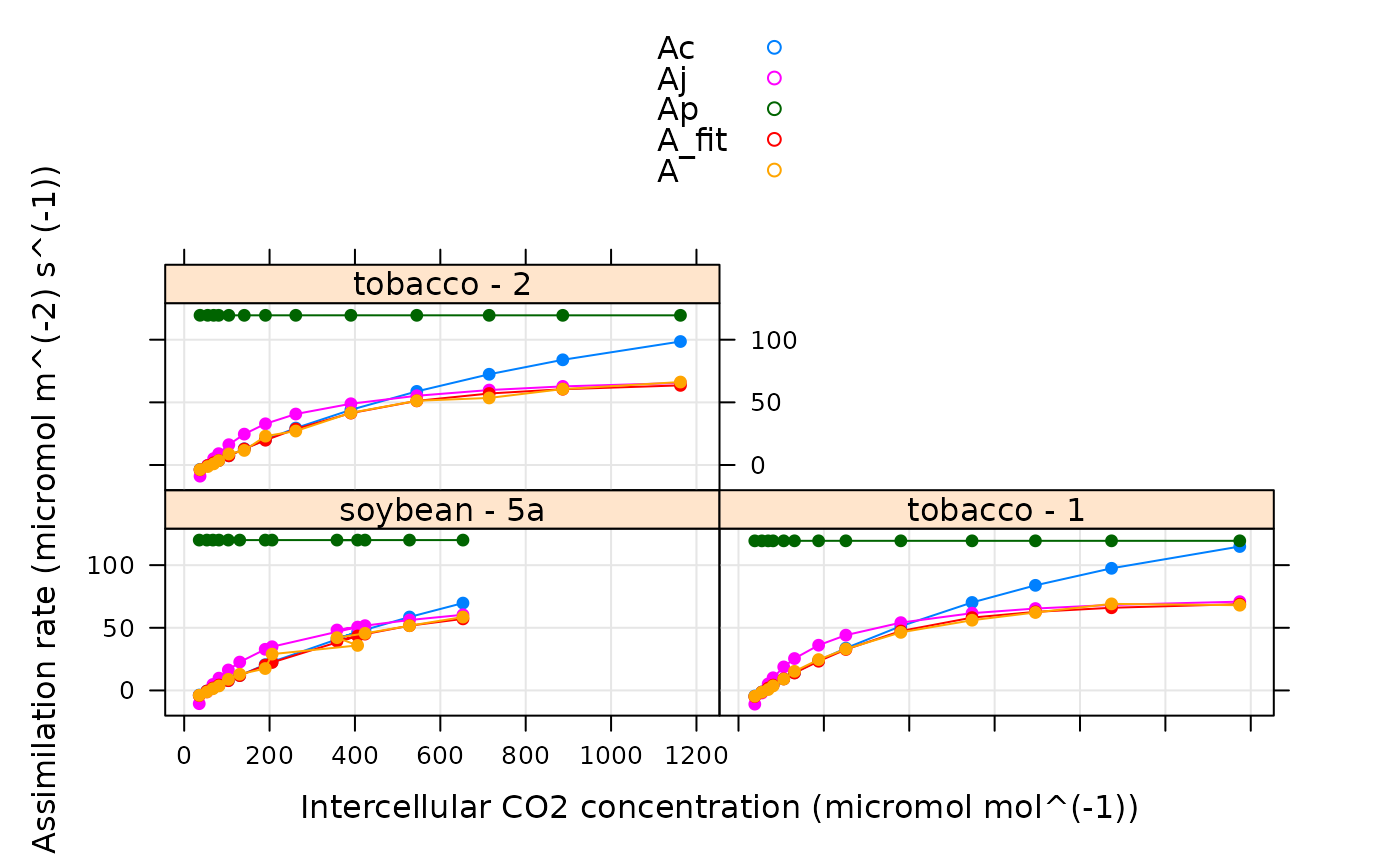 Ac
Aj
Ap
A_fit
A
Assimilation rate (micromol m^(-2) s^(-1))
tobacco - 2
100
50
0
soybean - 5a
tobacco - 1
100
50
0
0 200 400 600 800 1000 1200
Intercellular CO2 concentration (micromol mol^(-1))